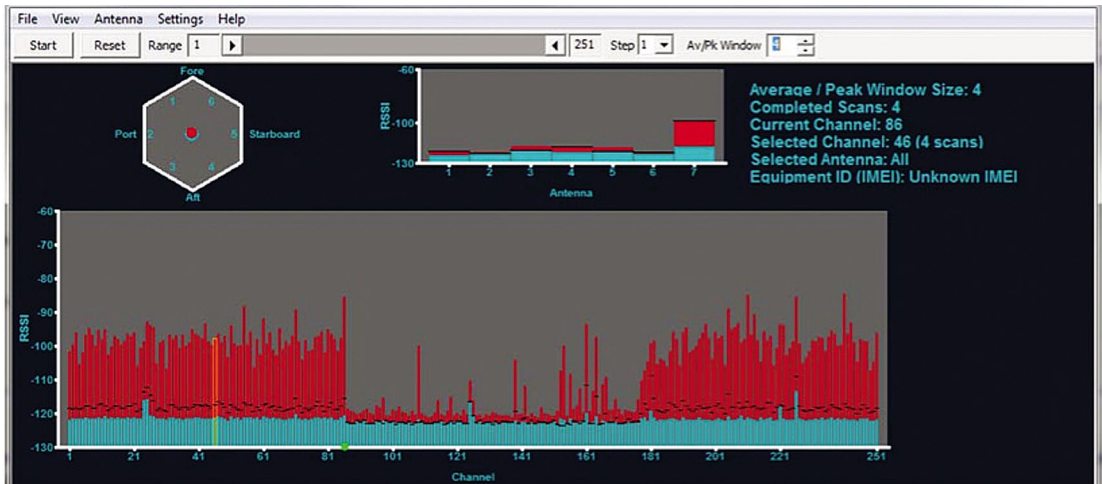 File View Antenna Settings Help
Start Reset Range 1 251 Step 1 Av/Pk Window 4
Fore
1 6
Port 2 5 Starboard
3 4
Aft
RSSI
-60
-100
-130
1 2 3 4 5 6 7
Antenna
Average / Peak Window Size: 4
Completed Scans: 4
Current Channel: 86
Selected Channel: 46 (4 scans)
Selected Antenna: All
Equipment ID (IMEI): Unknown IMEI
RSSI
-60
-70
-80
-90
-100
-110
-120
-130
1 21 41 61 81 101 121 141 161 181 201 221 251
Channel